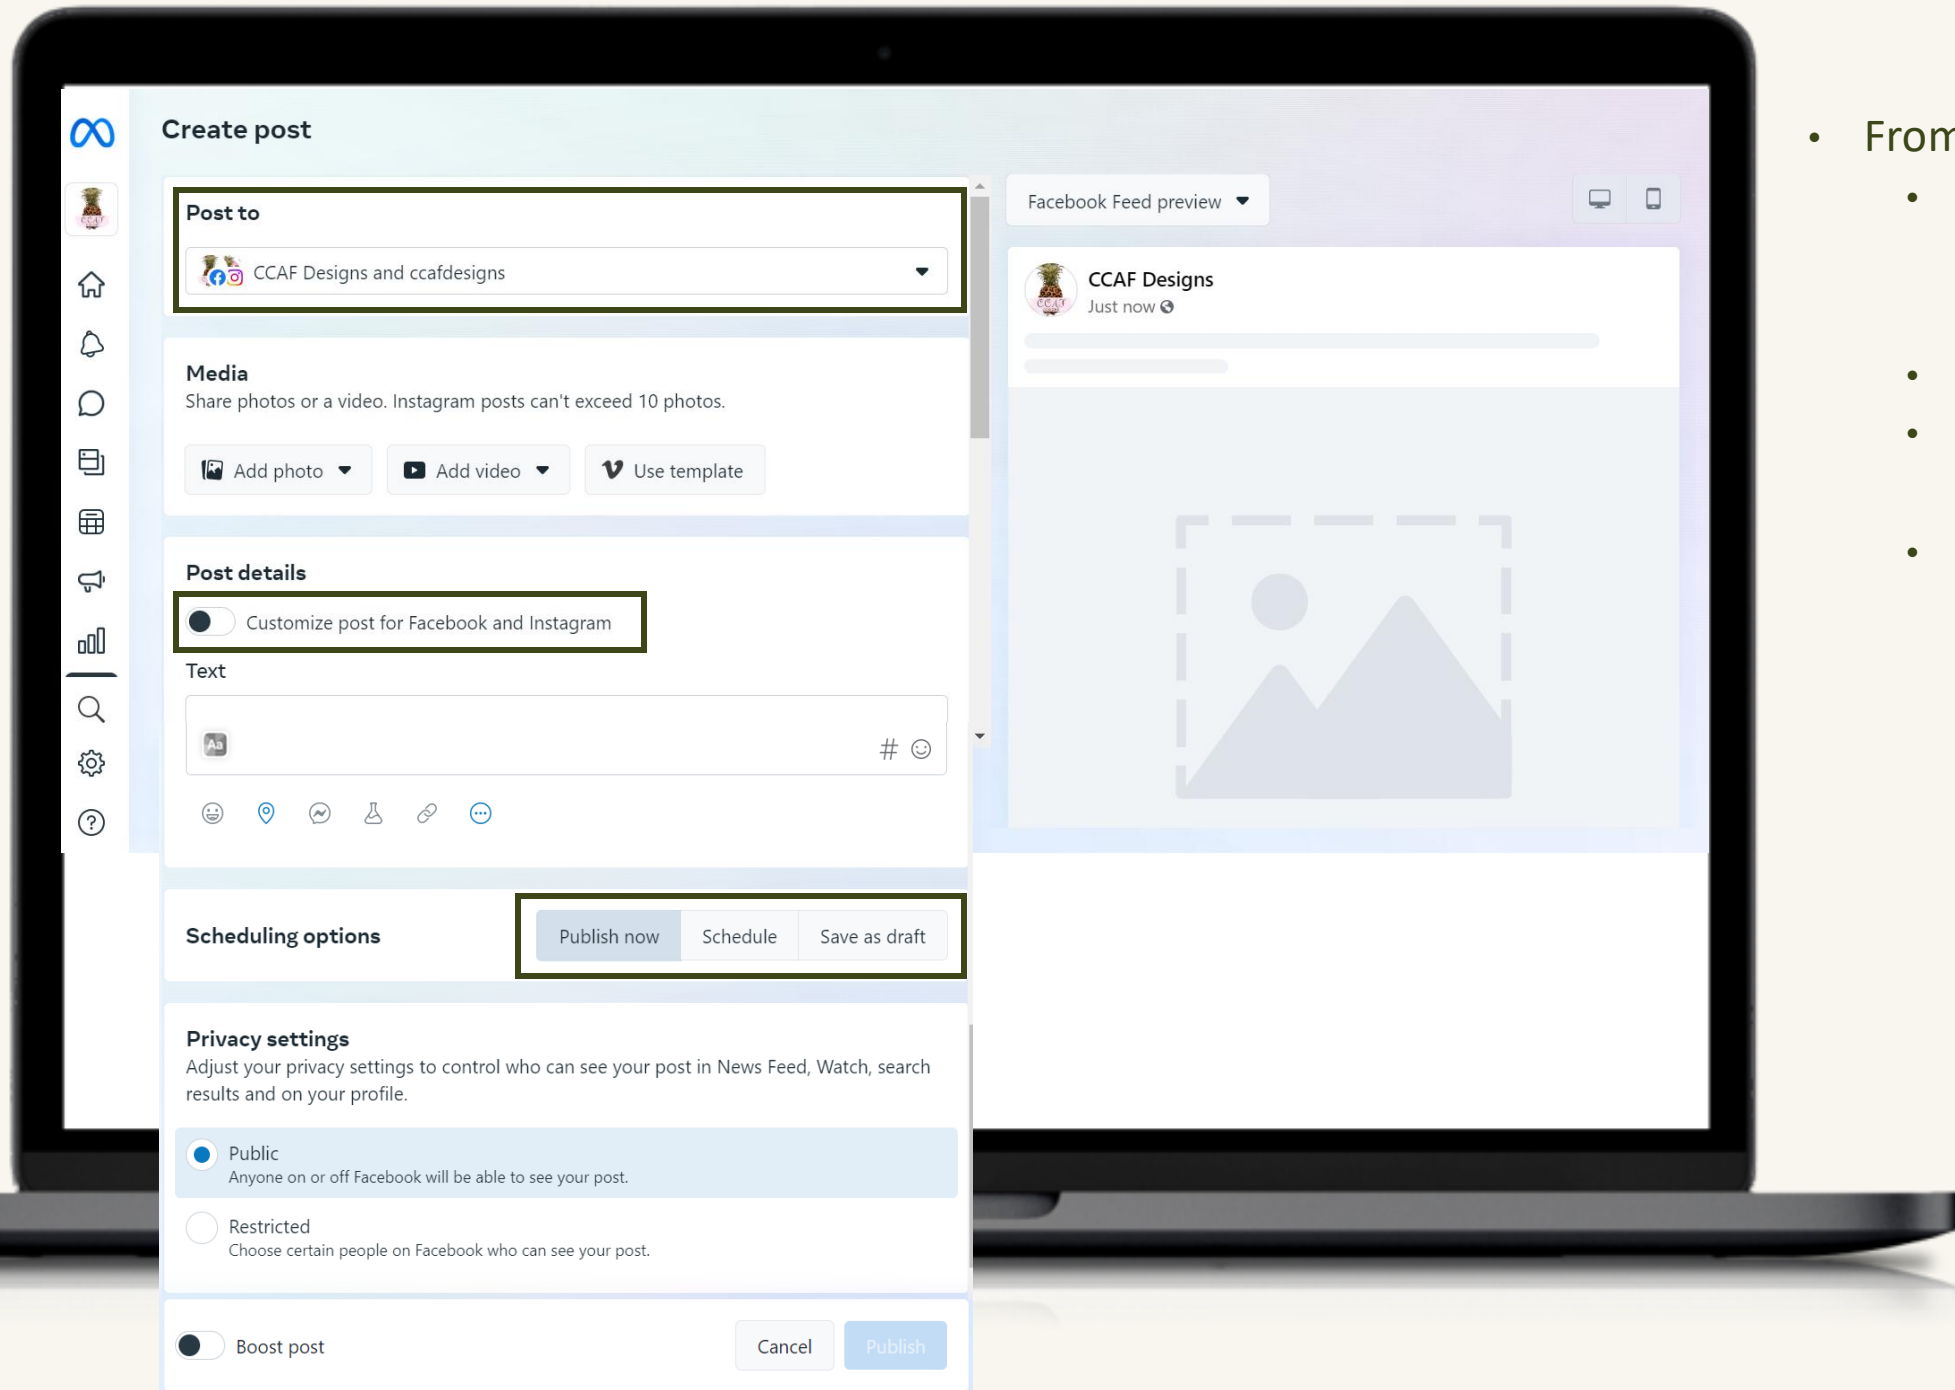 Create post
Post to
CCAF Designs and ccafdesigns
Media
Share photos or a video. Instagram posts can't exceed 10 photos.
Add photo
Add video
Use template
Post details
Customize post for Facebook and Instagram
Text
Aa
#
Scheduling options
Publish now
Schedule
Save as draft
Privacy settings
Adjust your privacy settings to control who can see your post in News Feed, Watch, search
results and on your profile.
Public
Anyone on or off Facebook will be able to see your post.
Restricted
Choose certain people on Facebook who can see your post.
Boost post
Cancel
Publish
Facebook Feed preview
CCAF Designs
CCAF
Just now
• From